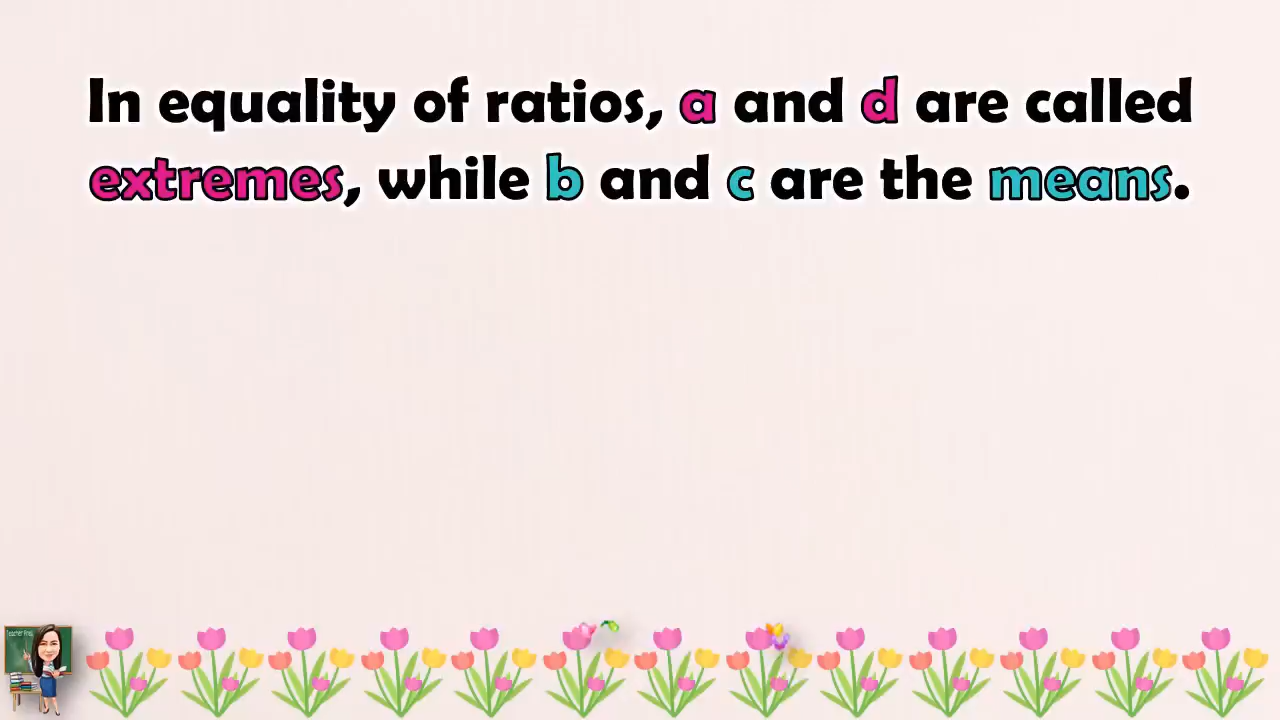 In equality of ratios, a and d are called
extremes, while b and c are the means.